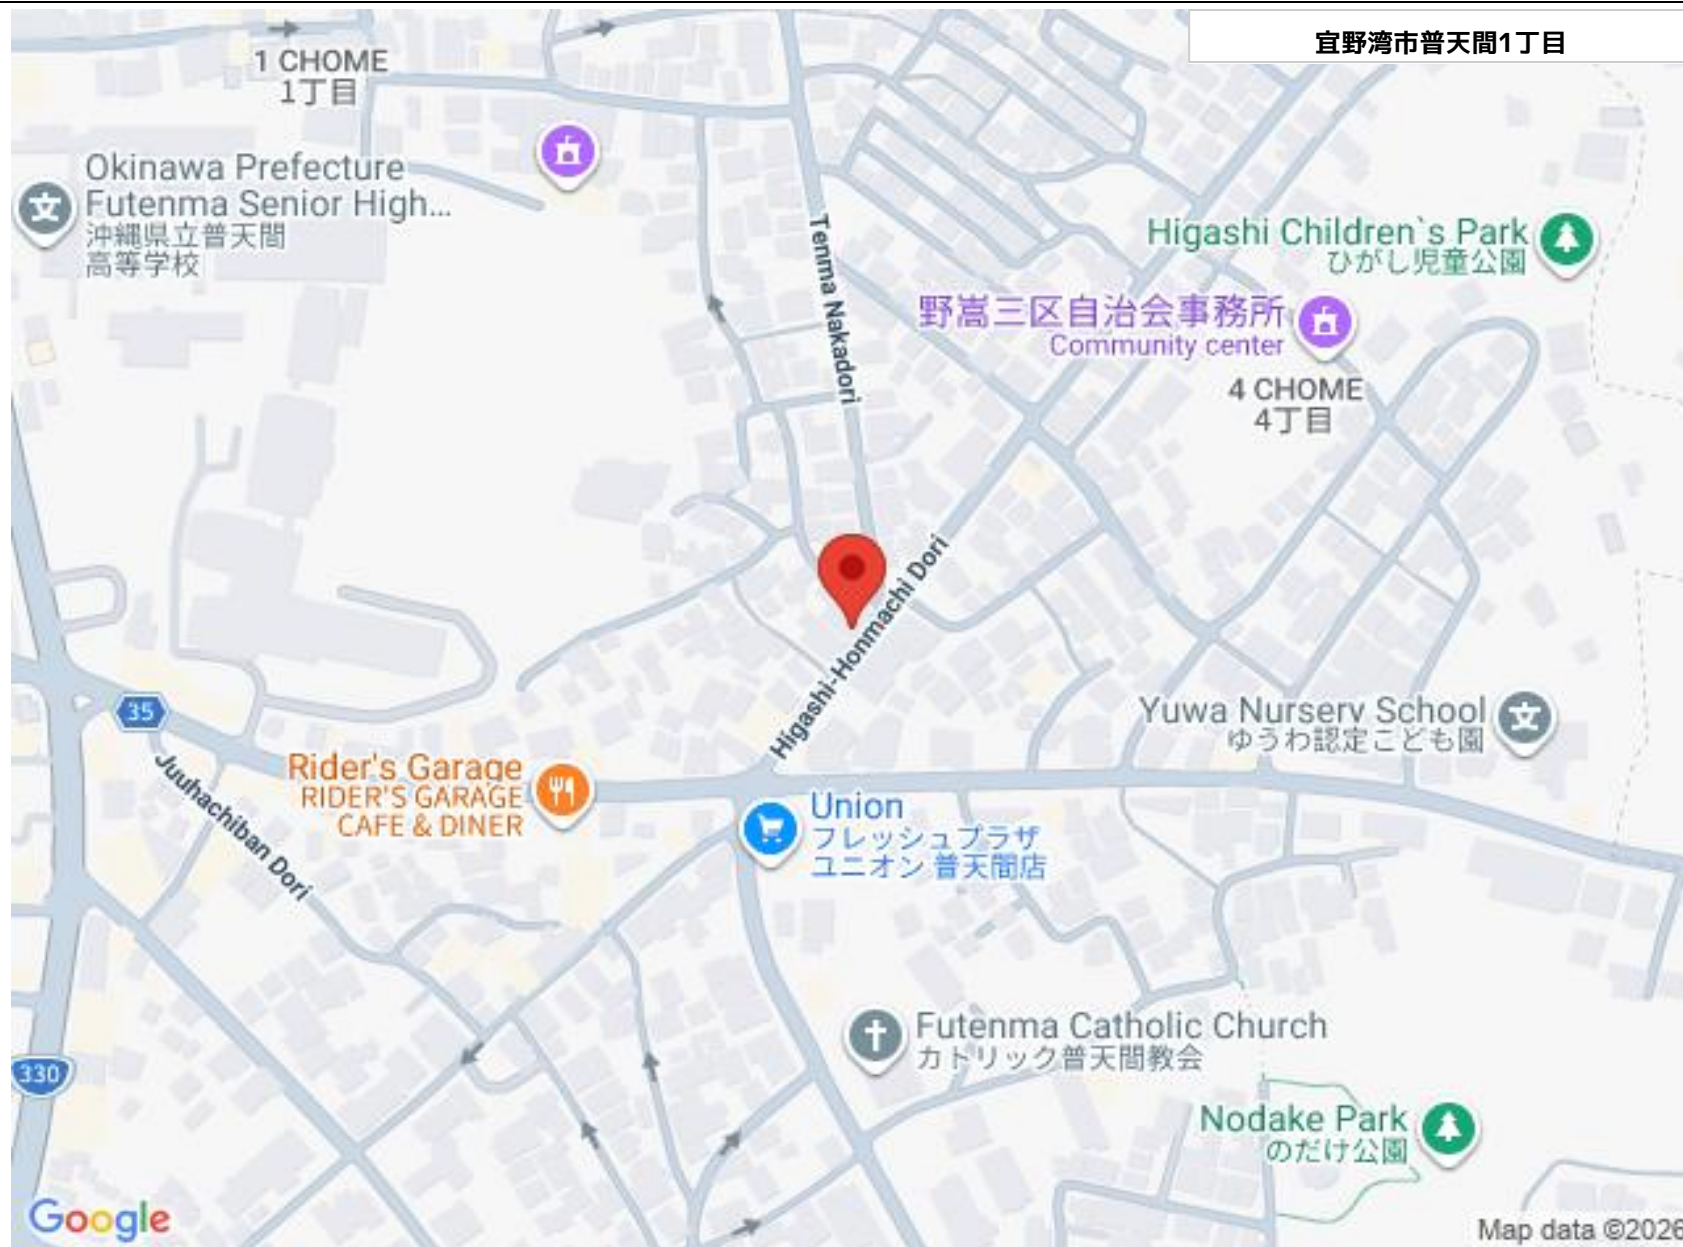 宜野湾市普天間1丁目
1 CHOME
1丁目
Okinawa Prefecture
Futenma Senior High...
沖縄県立普天間
高等学校
Tenma Nakadori
Higashi Children`s Park
ひがし児童公園
野嵩三区自治会事務所
Community center
4 CHOME
4丁目
Higashi-Honmachi Dori
35
Juuhachiban Dori
Rider's Garage
RIDER'S GARAGE
CAFE & DINER
Yuwa Nursery School
ゆうわ認定こども園
Union
フレッシュプラザ
ユニオン 普天間店
330
Futenma Catholic Church
カトリック普天間教会
Nodake Park
のだけ公園
Google
Map data ©2026